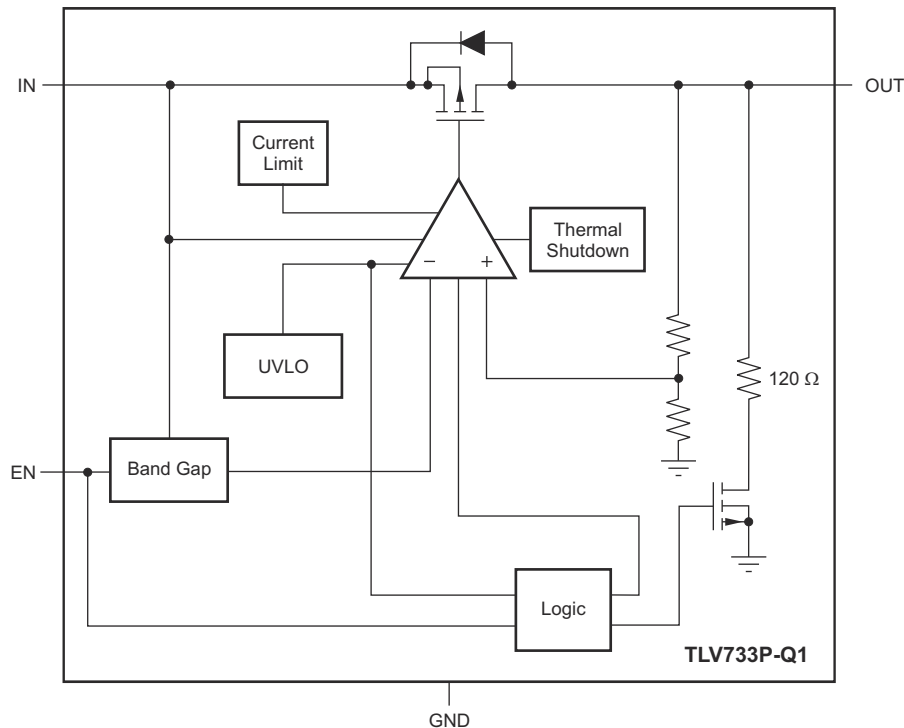 IN
OUT
Current
Limit
Thermal
Shutdown
−
+
UVLO
120 Ω
EN
Band Gap
Logic
TLV733P-Q1
GND